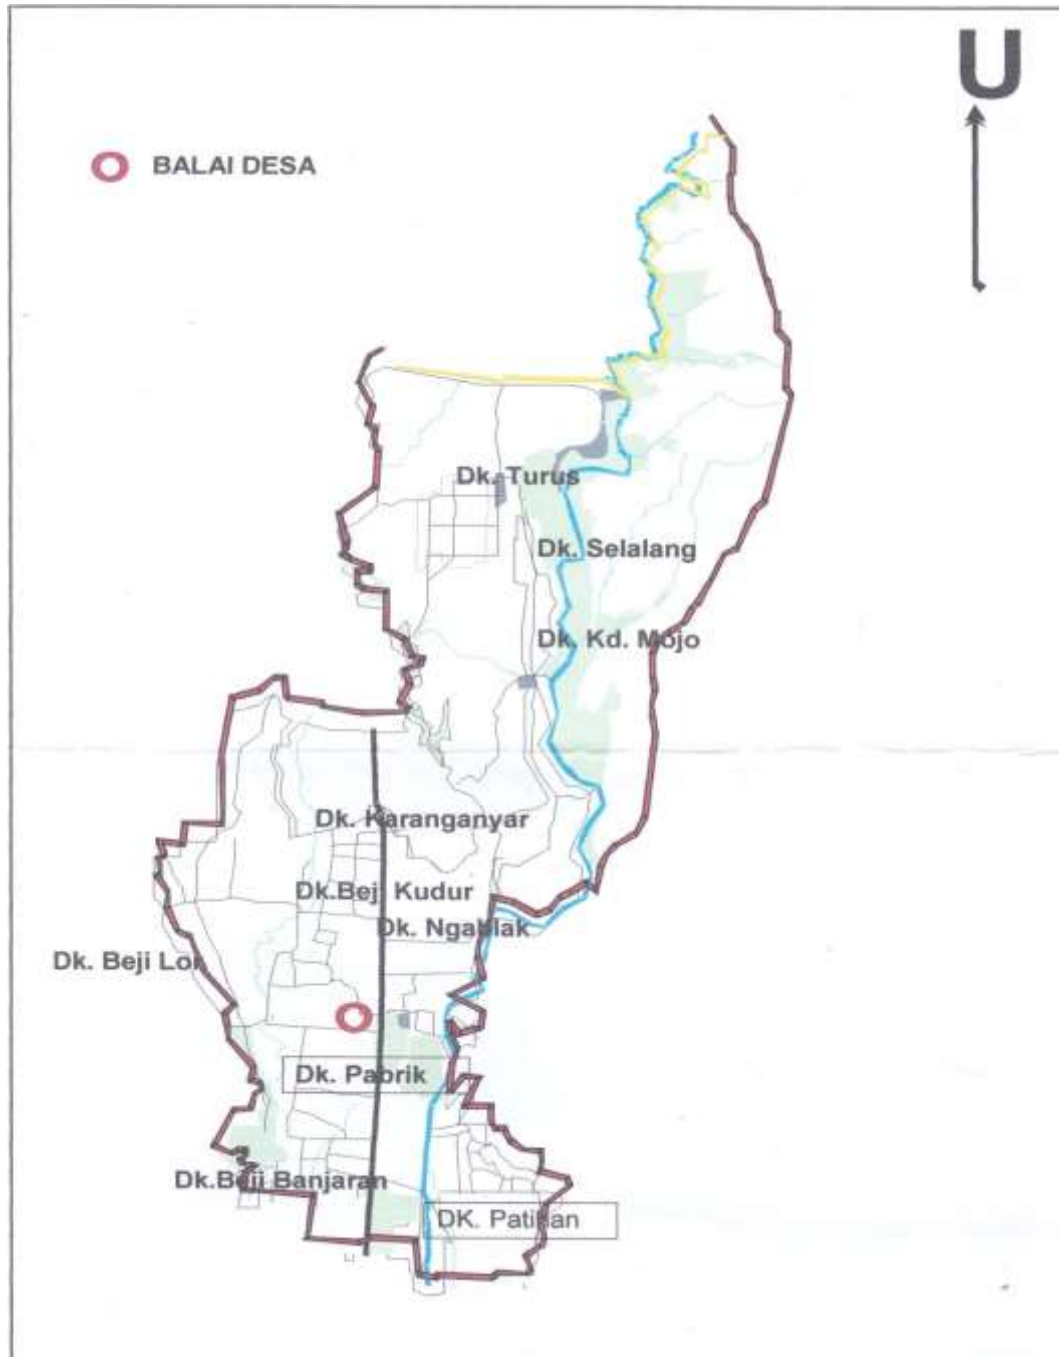 U
BALAI DESA
Dk. Turus
Dk. Selalang
Dk. Kd. Mojo
Dk. Karanganyar
Dk.Beji Kudur
Dk. Ngablak
Dk. Beji Lor
Dk. Pabrik
Dk.Beji Banjaran
DK. Patihan